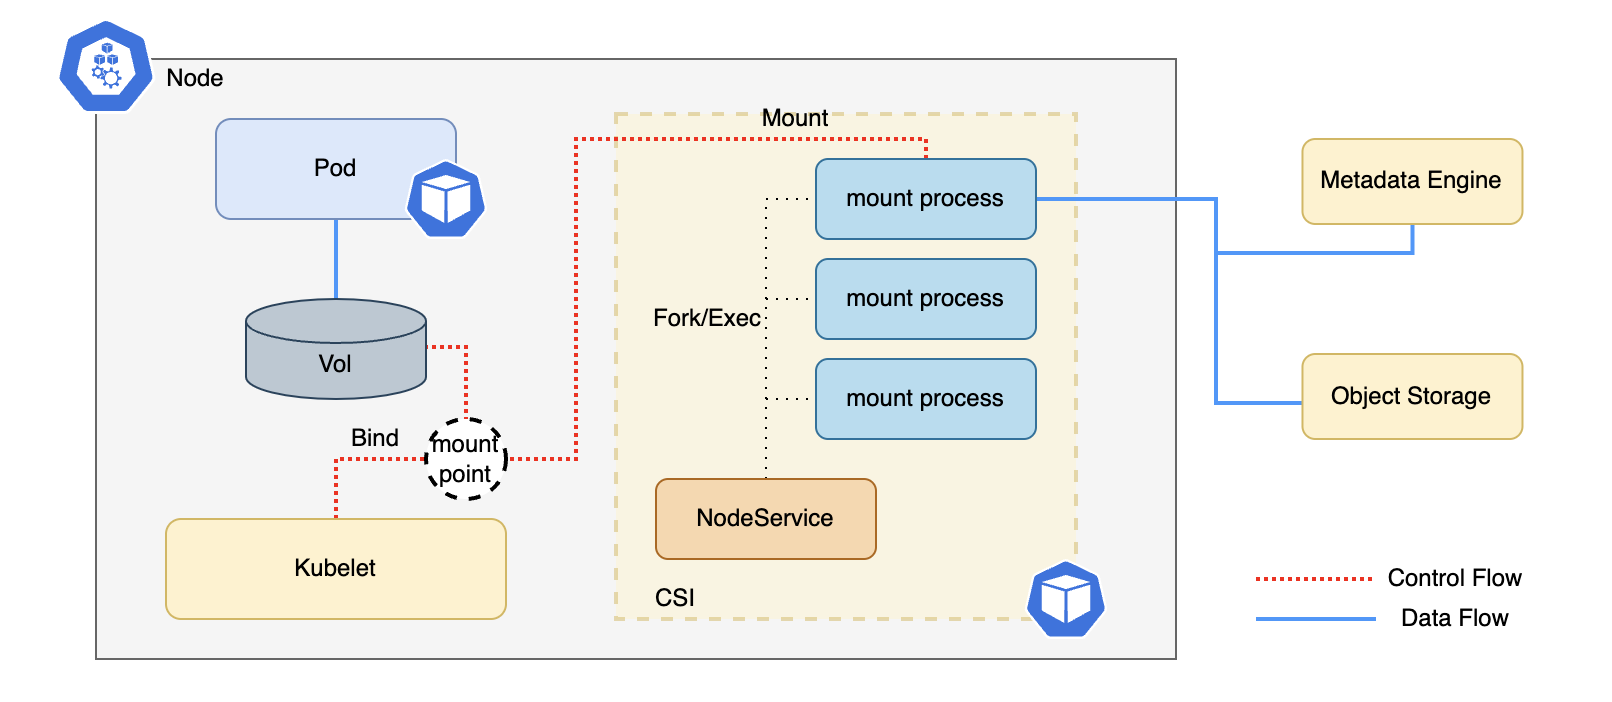 Node
Pod
Vol
Bind
mount
point
Kubelet
Mount
mount process
mount process
Fork/Exec
mount process
NodeService
CSI
Metadata Engine
Object Storage
Control Flow
Data Flow